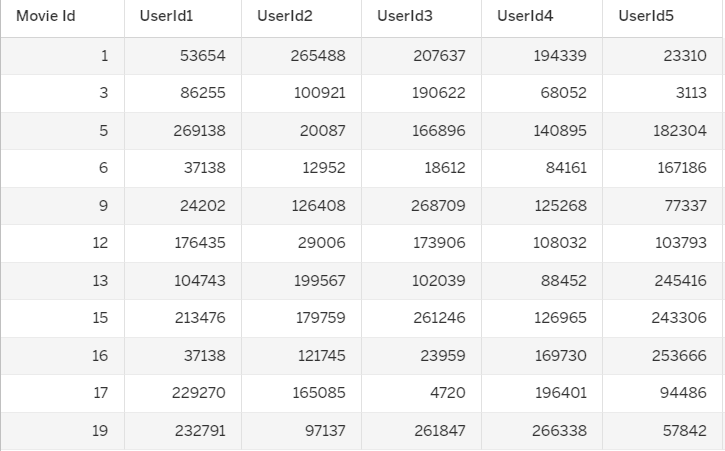 Movie Id UserId1 UserId2 UserId3 UserId4 UserId5
1 53654 265488 207637 194339 23310
3 86255 100921 190622 68052 3113
5 269138 20087 166896 140895 182304
6 37138 12952 18612 84161 167186
9 24202 126408 268709 125268 77337
12 176435 29006 173906 108032 103793
13 104743 199567 102039 88452 245416
15 213476 179759 261246 126965 243306
16 37138 121745 23959 169730 253666
17 229270 165085 4720 196401 94486
19 232791 97137 261847 266338 57842